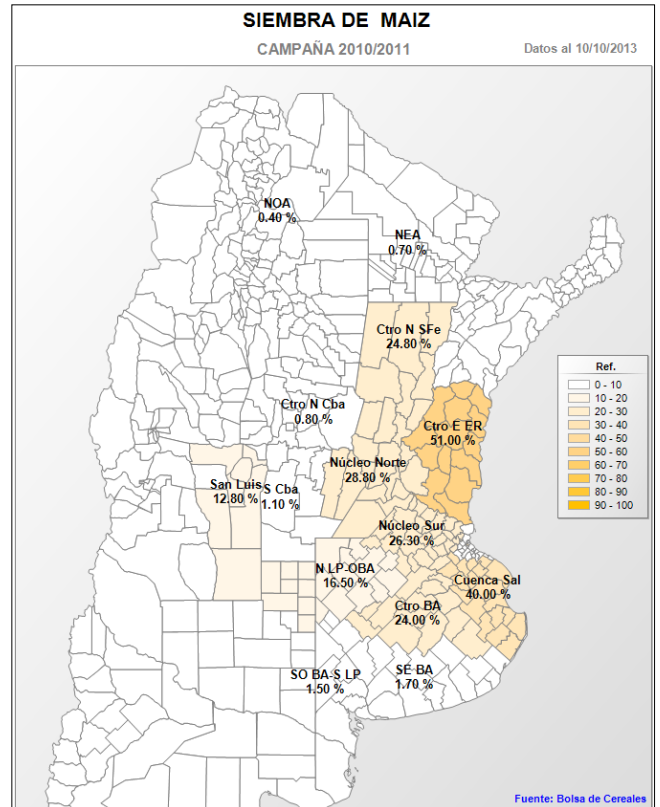 SIEMBRA DE MAIZ
CAMPAÑA 2010/2011
Datos al 10/10/2013
NOA
0.40 %
NEA
0.70 %
Ctro N SFe
24.80 %
Ctro N Cba
0.80 %
Ctro E ER
51.00 %
Núcleo Norte
28.80 %
San Luis
12.80 %
S Cba
1.10 %
Núcleo Sur
26.30 %
N LP-OBA
16.50 %
Cuenca Sal
40.00 %
Ctro BA
24.00 %
SO BA-S LP
1.50 %
SE BA
1.70 %
Ref.
0 - 10
10 - 20
20 - 30
30 - 40
40 - 50
50 - 60
60 - 70
70 - 80
80 - 90
90 - 100
Fuente: Bolsa de Cereales